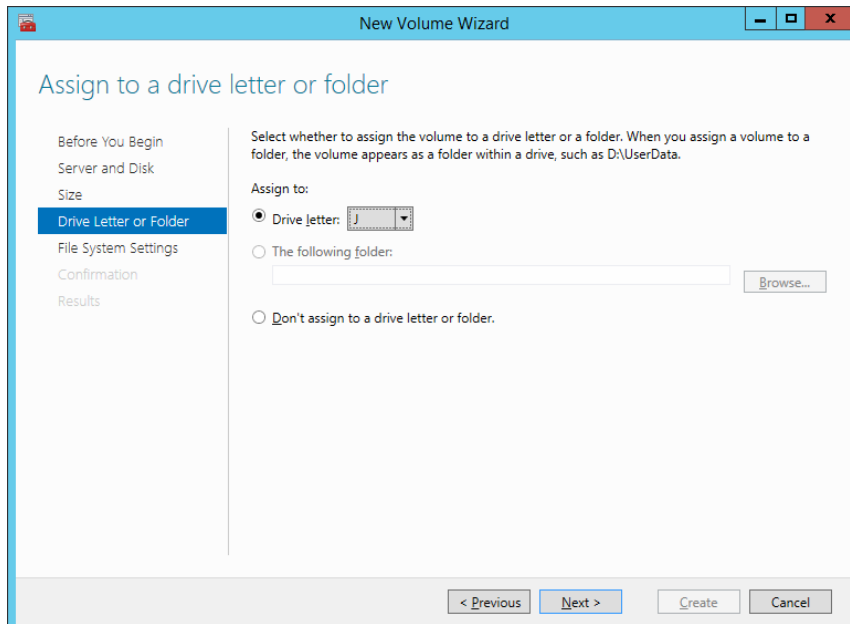 New Volume Wizard
Assign to a drive letter or folder
Before You Begin
Server and Disk
Size
Drive Letter or Folder
File System Settings
Confirmation
Results
Select whether to assign the volume to a drive letter or a folder. When you assign a volume to a
folder, the volume appears as a folder within a drive, such as D:\UserData.
Assign to:
Drive letter: J
The following folder:
Browse...
Don't assign to a drive letter or folder.
< Previous Next > Create Cancel